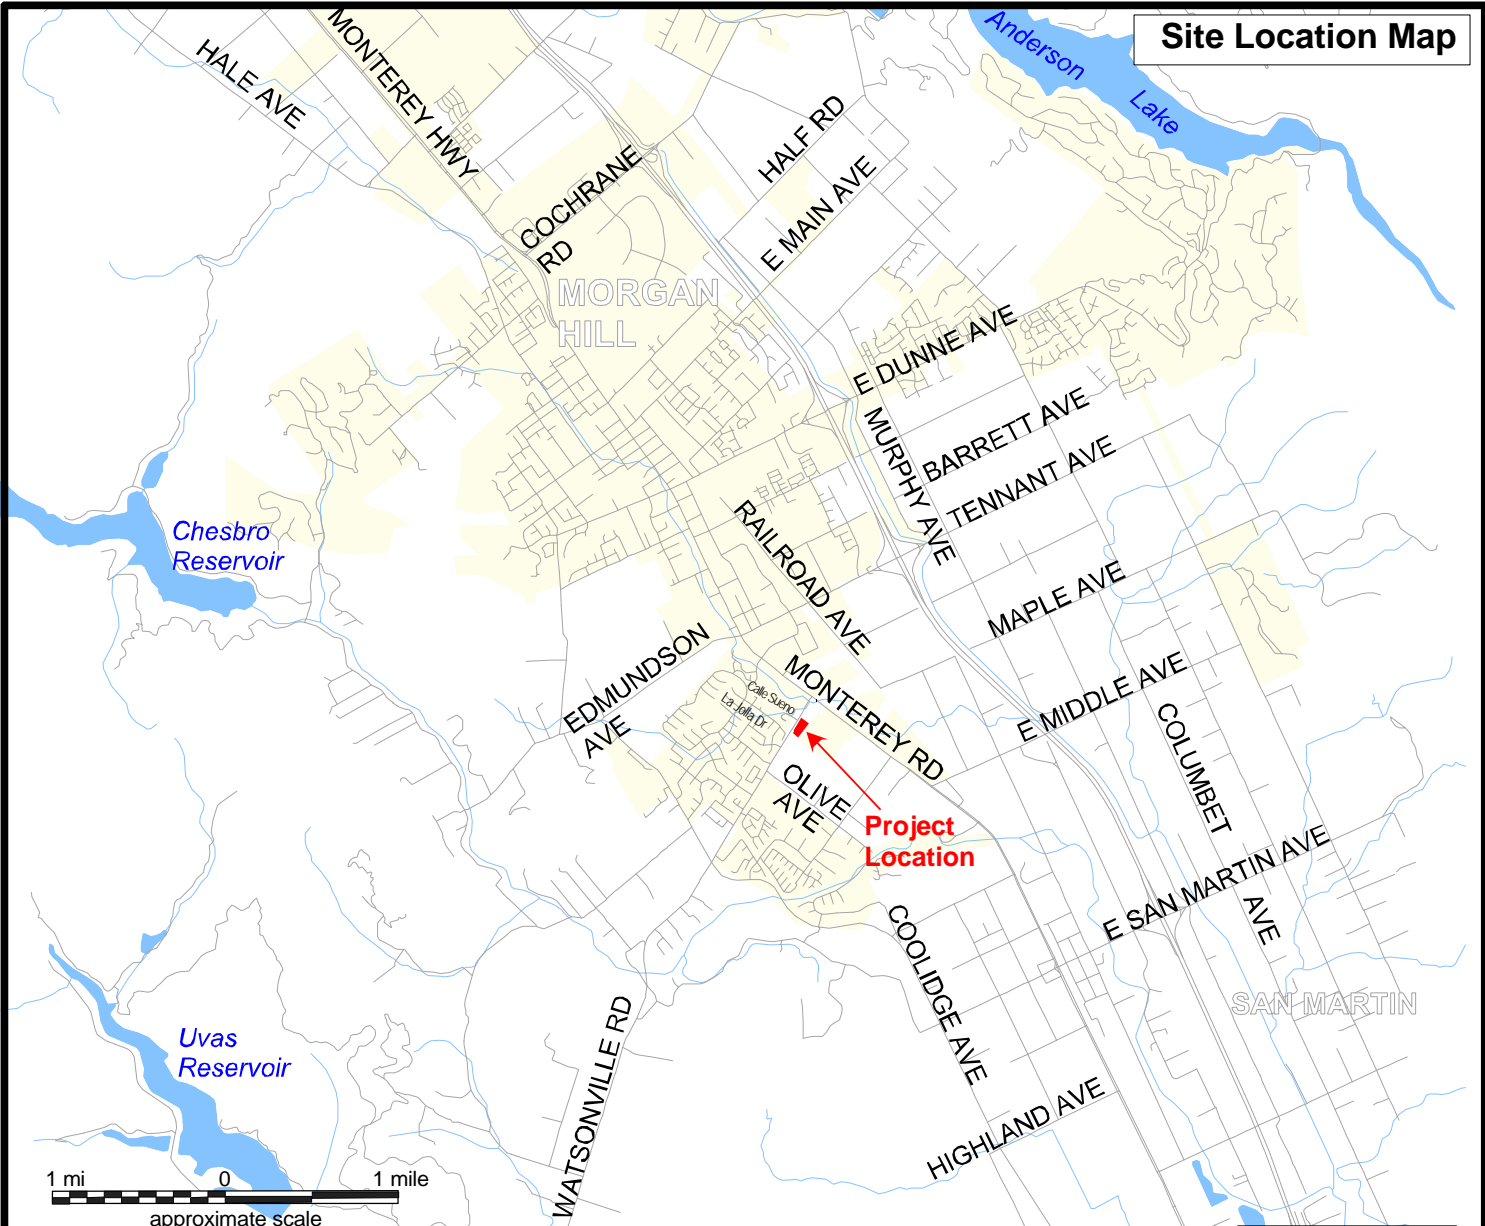 Site Location Map
Anderson
Lake
HALE AVE
MONTEREY HWY
HALF RD
COCHRANE
RD
E MAIN AVE
MORGAN
HILL
E DUNNE AVE
MURPHY AVE
BARRETT AVE
TENNANT AVE
RAILROAD AVE
Chesbro
Reservoir
MAPLE AVE
EDMUNDSON
AVE
MONTEREY RD
Calle Sueno
La Jolla Dr
E MIDDLE AVE
COLUMBET
AVE
OLIVE
AVE
Project
Location
E SAN MARTIN AVE
COOLIDGE AVE
SAN MARTIN
WATSONVILLE RD
Uvas
Reservoir
HIGHLAND AVE
1 mi 0 1 mile
approximate scale